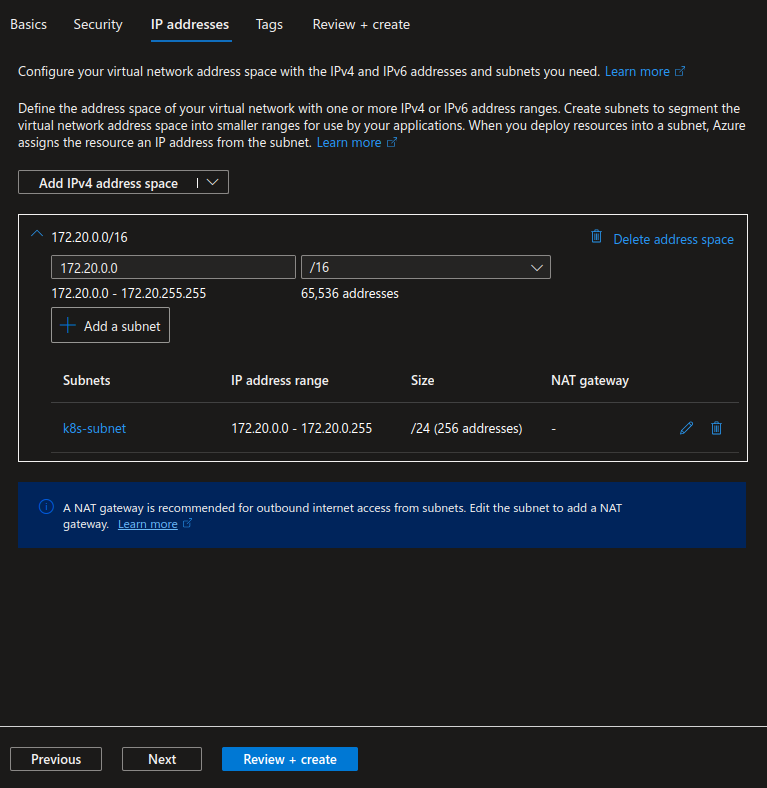 Basics Security IP addresses Tags Review + create
Configure your virtual network address space with the IPv4 and IPv6 addresses and subnets you need. Learn more
Define the address space of your virtual network with one or more IPv4 or IPv6 address ranges. Create subnets to segment the
virtual network address space into smaller ranges for use by your applications. When you deploy resources into a subnet, Azure
assigns the resource an IP address from the subnet. Learn more
Add IPv4 address space
172.20.0.0/16 Delete address space
172.20.0.0 /16
172.20.0.0 - 172.20.255.255 65,536 addresses
Add a subnet
Subnets IP address range Size NAT gateway
k8s-subnet 172.20.0.0 - 172.20.0.255 /24 (256 addresses) -
A NAT gateway is recommended for outbound internet access from subnets. Edit the subnet to add a NAT
gateway. Learn more
Previous Next Review + create